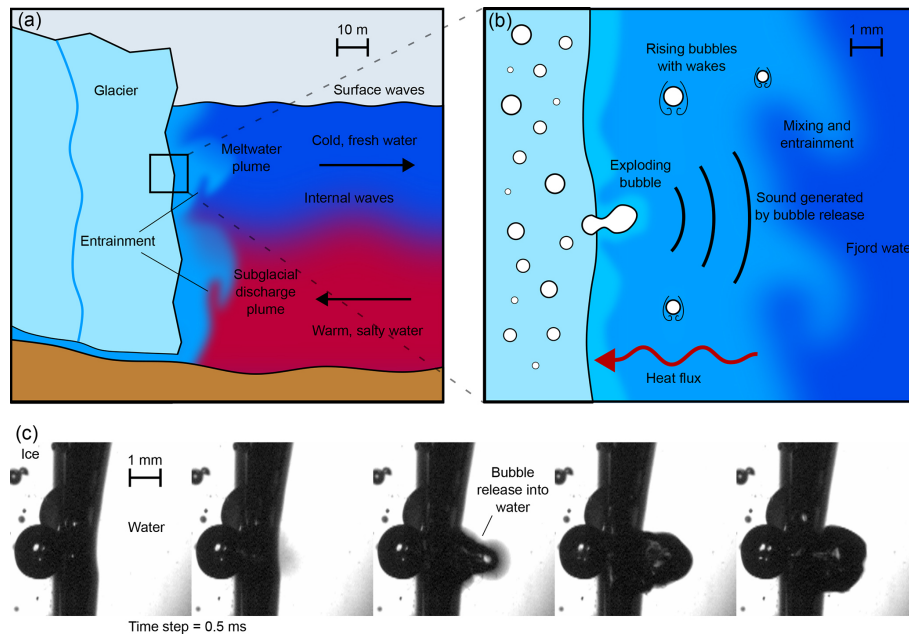 (a)
10 m
Glacier
Surface waves
Meltwater
plume
Cold, fresh water
Internal waves
Entrainment
Subglacial
discharge
plume
Warm, safty water
(b)
1 mm
Rising bubbles
with wakes
Mixing and
entrainment
Exploding
bubble
Sound generated
by bubble release
Fjord water
Heat flux
(c)
Ice
1 mm
Water
Bubble
release into
water
Time step = 0.5 ms